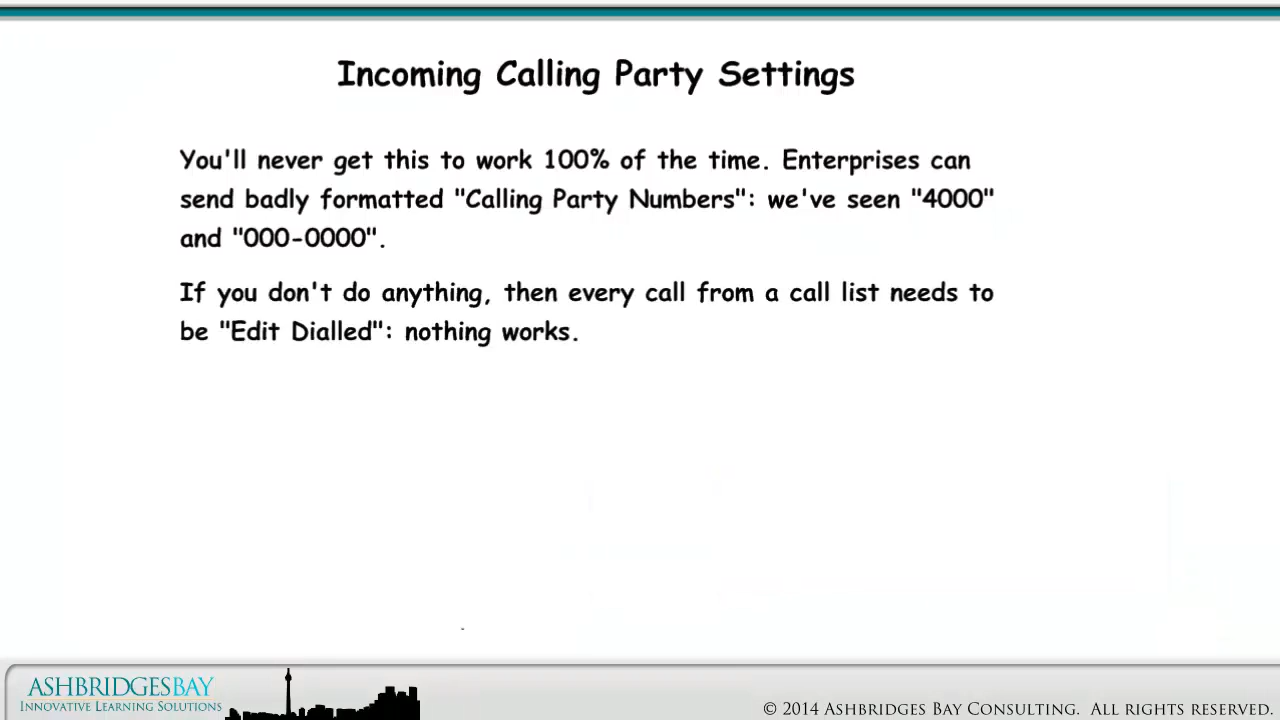 Incoming Calling Party Settings
You'll never get this to work 100% of the time. Enterprises can
send badly formatted "Calling Party Numbers": we've seen "4000"
and "000-0000".
If you don't do anything, then every call from a call list needs to
be "Edit Dialled": nothing works.
ASHBRIDGESBAY
INNOVATIVE LEARNING SOLUTIONS
© 2014 ASHBRIDGES BAY CONSULTING. ALL RIGHTS RESERVED.